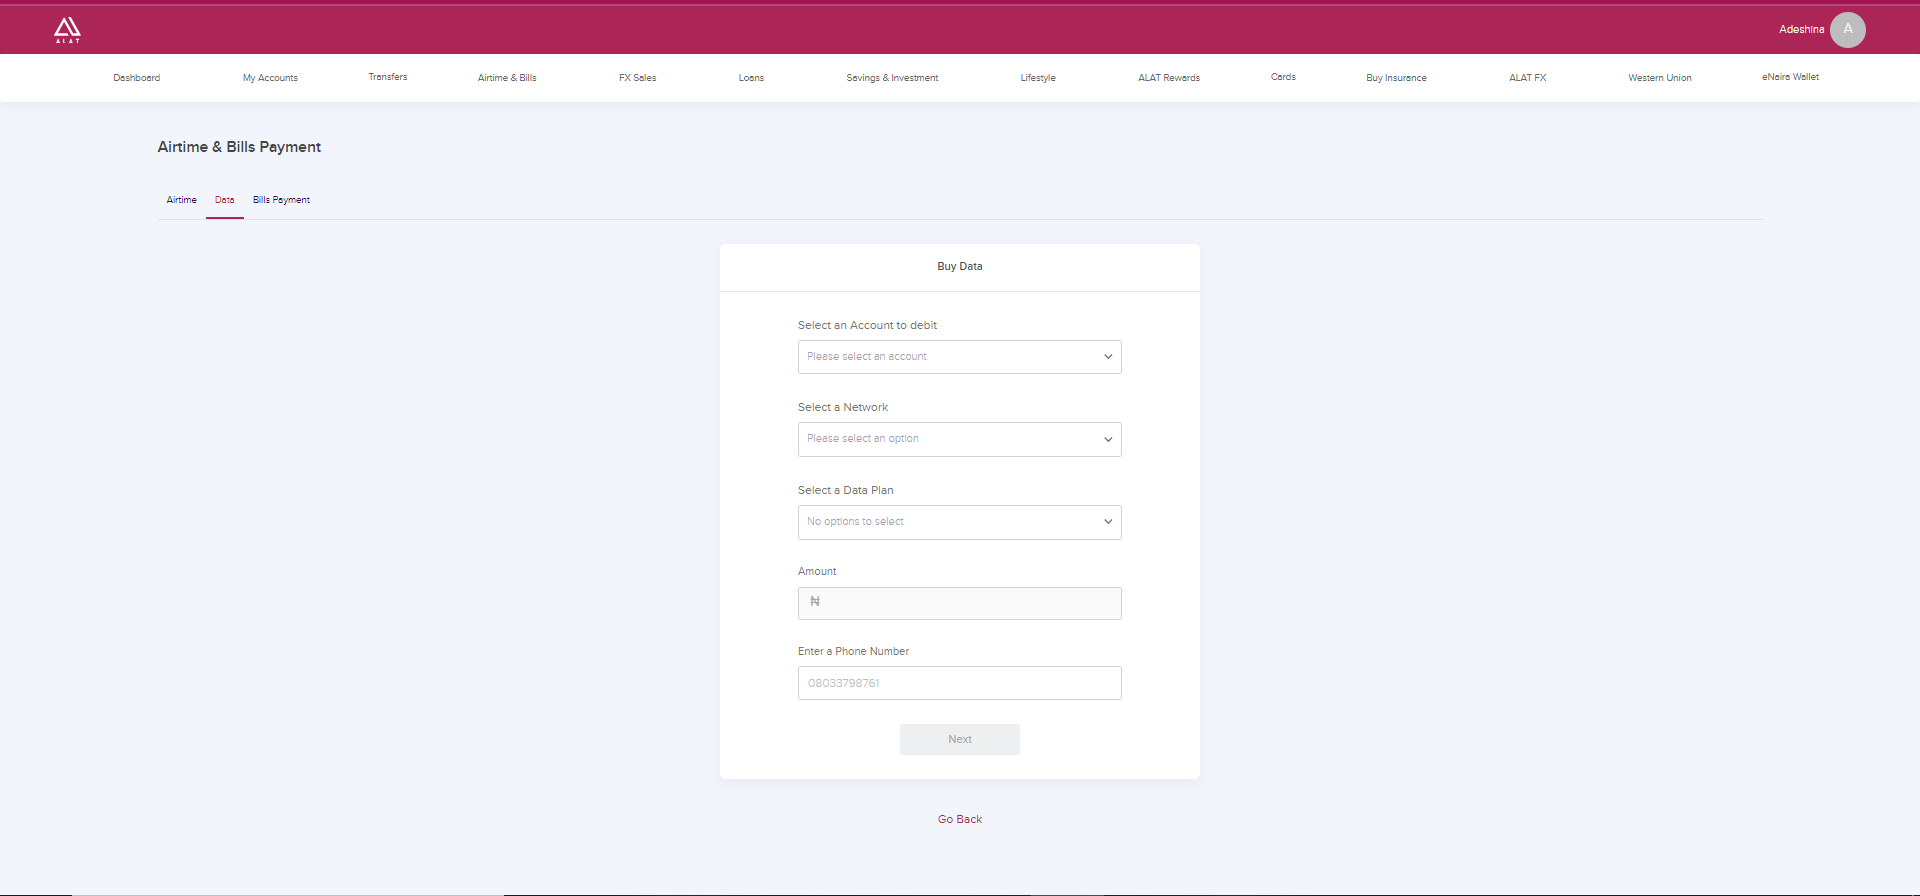 ALAT
Adeshina A
Dashboard My Accounts Transfers Airtime & Bills FX Sales Loans Savings & Investment Lifestyle ALAT Rewards Cards Buy Insurance ALAT FX Western Union eNaira Wallet
Airtime & Bills Payment
Airtime Data Bills Payment
Buy Data
Select an Account to debit
Please select an account
Select a Network
Please select an option
Select a Data Plan
No options to select
Amount
₦
Enter a Phone Number
08033798761
Next
Go Back